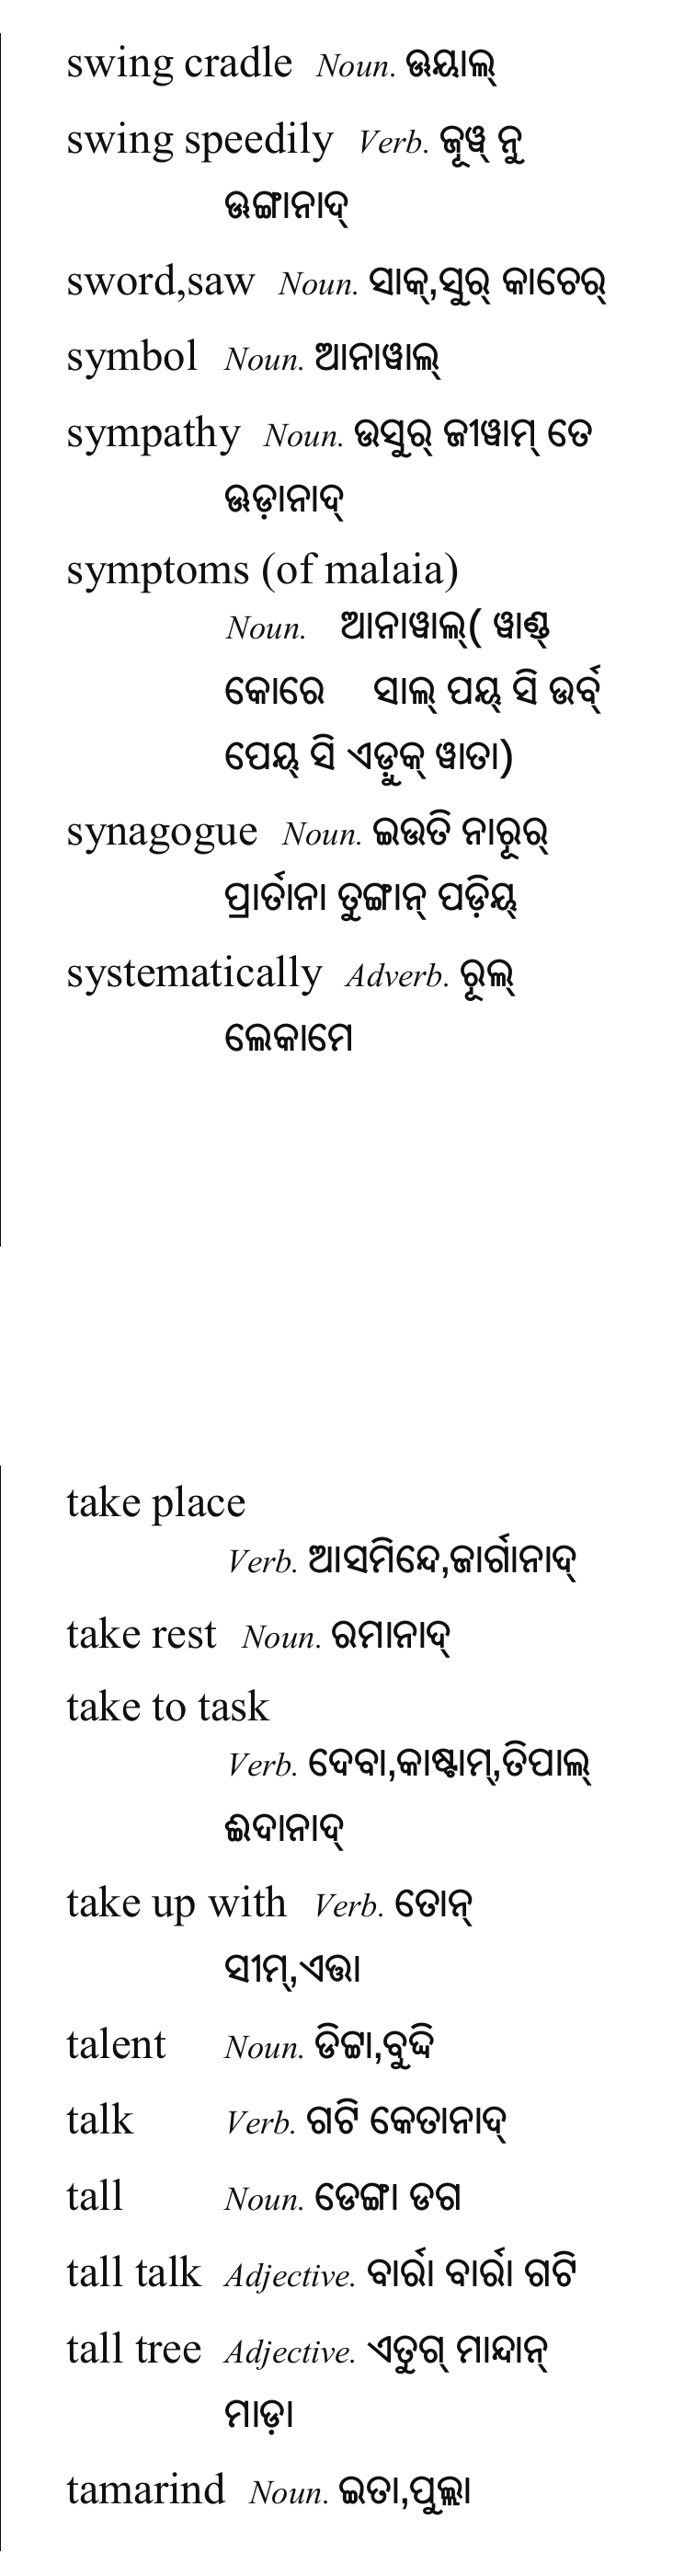 swing cradle Noun. ଊୟାଲ୍
swing speedily Verb. ଜୂୱ୍ ନୁ
ଊଙ୍ଗାନାଦ୍
sword,saw Noun. ସାକ୍,ସୁର୍ କାଚେର୍
symbol Noun. ଆନାୱାଲ୍
sympathy Noun. ଉସୁର୍ ଜୀୱାମ୍ ତେ
ଊଡ଼ାନାଦ୍
symptoms (of malaia)
Noun. ଆନାୱାଲ୍( ୱାଣ୍ଡ୍
କୋରେ ସାଲ୍ ପୟ୍ ସି ଉର୍ବ୍
ପେୟ୍ ସି ଏଡ଼ୁକ୍ ୱାତା)
synagogue Noun. ଇଉତି ନାରୂର୍
ପ୍ରାର୍ତାନା ତୁଙ୍ଗାନ୍ ପଡ଼ିୟ୍
systematically Adverb. ରୂଲ୍
ଲେକାମେ
take place
Verb. ଆସମିନ୍ଦେ,ଜାର୍ଗାନାଦ୍
take rest Noun. ରମାନାଦ୍
take to task
Verb. ଦେବା,କାଷ୍ଟାମ୍,ତିପାଲ୍
ଈଦାନାଦ୍
take up with Verb. ତୋନ୍
ସୀମ୍,ଏତ୍ତା
talent Noun. ଡିଟ୍ଟା,ବୁଦ୍ଦି
talk Verb. ଗଟି କେତାନାଦ୍
tall Noun. ଡେଙ୍ଗା ଡଗ
tall talk Adjective. ବାର୍ରା ବାର୍ରା ଗଟି
tall tree Adjective. ଏତୁଗ୍ ମାନ୍ଦାନ୍
ମାଡ଼ା
tamarind Noun. ଇତା,ପୁଲ୍ଲା